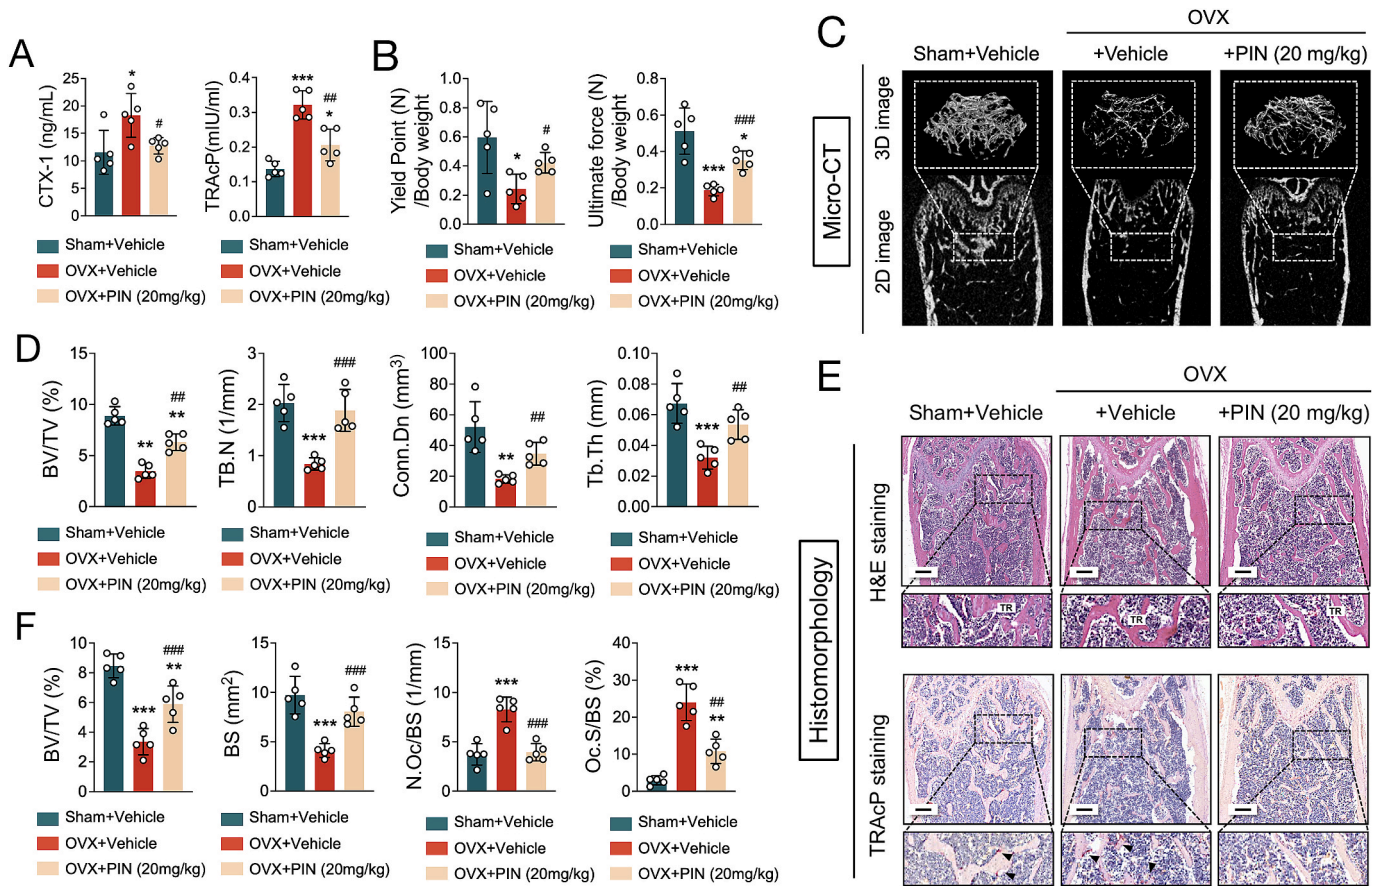 A
CTX-1 (ng/mL)
25
20
15
10
5
0
*
#
Sham+Vehicle
OVX+Vehicle
OVX+PIN (20mg/kg)
TRAcP(mIU/ml)
0.4
0.3
0.2
0.1
0.0
***
##
*
Sham+Vehicle
OVX+Vehicle
OVX+PIN (20mg/kg)
B
Yield Point (N)
/Body weight
0.8
0.6
0.4
0.2
0.0
*
#
Sham+Vehicle
OVX+Vehicle
OVX+PIN (20mg/kg)
Ultimate force (N)
/Body weight
0.8
0.6
0.4
0.2
0.0
***
###
*
Sham+Vehicle
OVX+Vehicle
OVX+PIN (20mg/kg)
C
OVX
Sham+Vehicle
+Vehicle
+PIN (20 mg/kg)
Micro-CT
3D image
2D image
D
BV/TV (%)
15
10
5
0
**
##
**
Sham+Vehicle
OVX+Vehicle
OVX+PIN (20mg/kg)
TB.N (1/mm)
3
2
1
0
***
###
Sham+Vehicle
OVX+Vehicle
OVX+PIN (20mg/kg)
Conn.Dn (mm³)
100
80
60
40
20
0
**
##
Sham+Vehicle
OVX+Vehicle
OVX+PIN (20mg/kg)
Tb.Th (mm)
0.10
0.08
0.06
0.04
0.02
0.00
***
##
Sham+Vehicle
OVX+Vehicle
OVX+PIN (20mg/kg)
E
OVX
Sham+Vehicle
+Vehicle
+PIN (20 mg/kg)
Histomorphology
H&E staining
TR
TR
TR
TRAcP staining
F
BV/TV (%)
10
8
6
4
2
0
***
###
**
Sham+Vehicle
OVX+Vehicle
OVX+PIN (20mg/kg)
BS (mm²)
15
10
5
0
***
###
Sham+Vehicle
OVX+Vehicle
OVX+PIN (20mg/kg)
N.Oc/BS (1/mm)
15
10
5
0
***
###
Sham+Vehicle
OVX+Vehicle
OVX+PIN (20mg/kg)
Oc.S/BS (%)
40
30
20
10
0
***
##
**
Sham+Vehicle
OVX+Vehicle
OVX+PIN (20mg/kg)